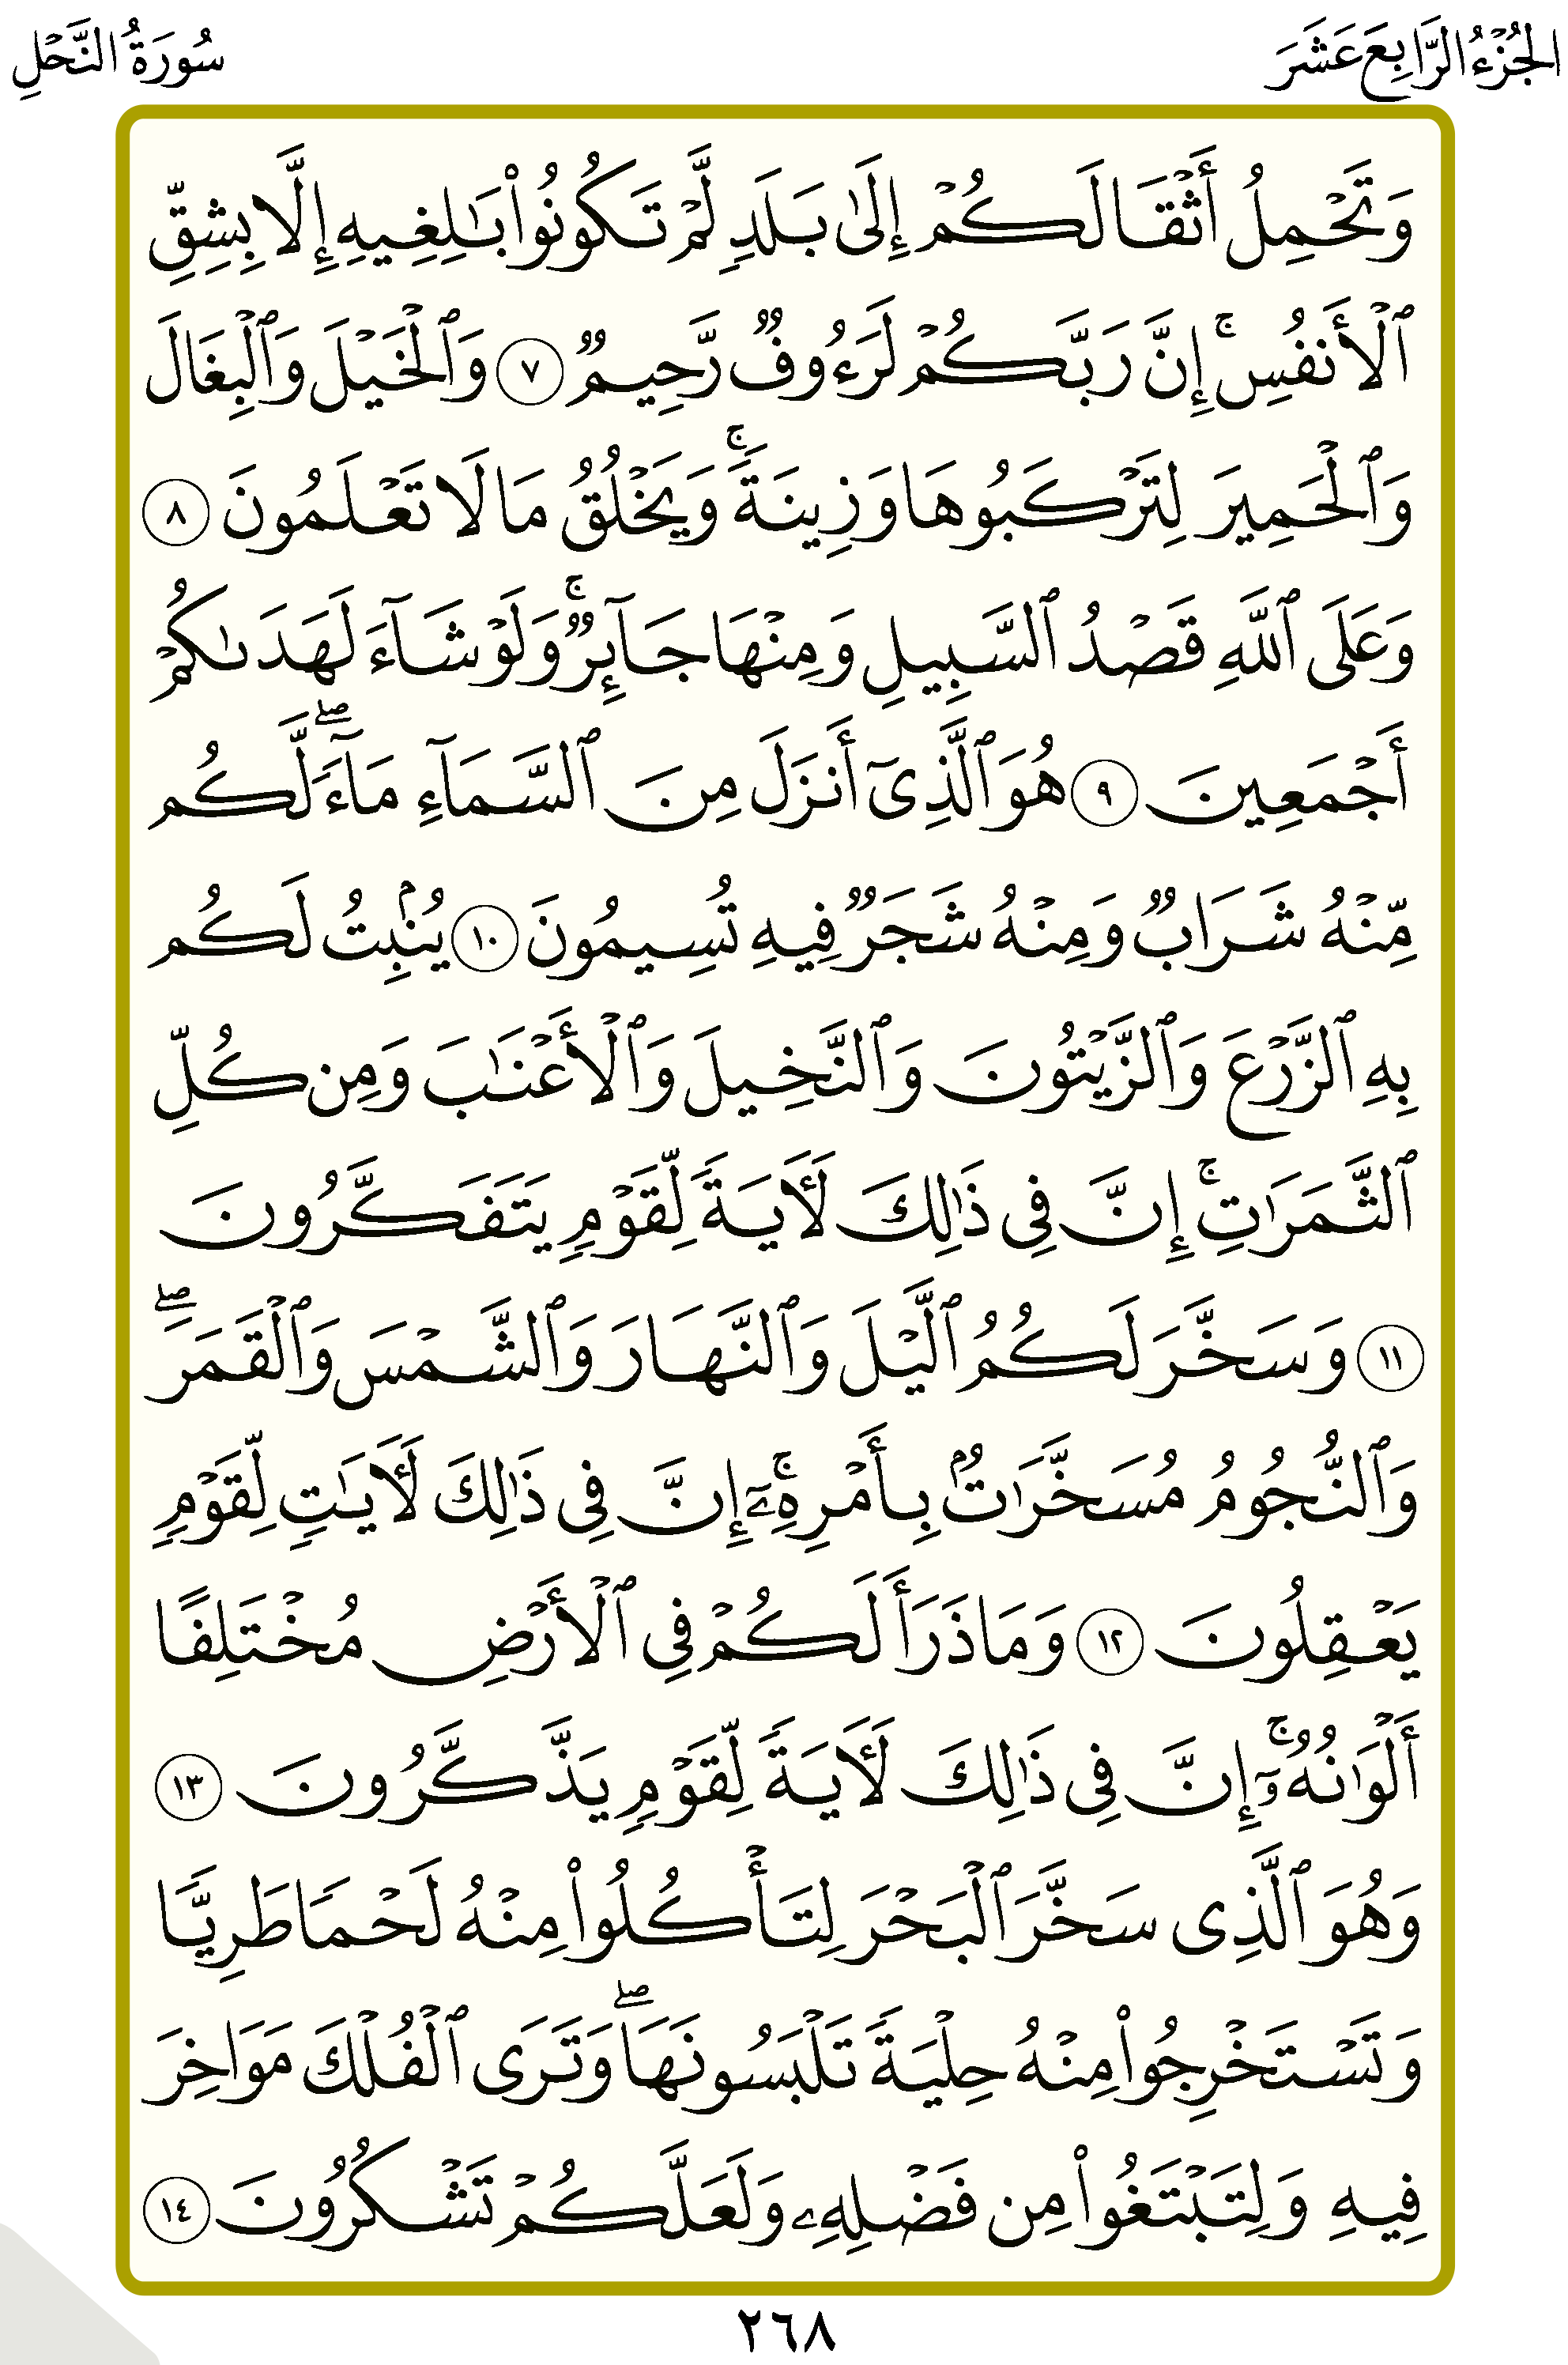 الجُزْءُ الرَّابِعَ عَشَرَ
سُورَةُ النَّحْلِ
وَتَحْمِلُ أَثْقَالَكُمْ إِلَىٰ بَلَدٍ لَّمْ تَكُونُوا۟ بَـٰلِغِيهِ إِلَّا بِشِقِّ
ٱلْأَنفُسِ ۚ إِنَّ رَبَّكُمْ لَرَءُوفٌ رَّحِيمٌ ٧ وَٱلْخَيْلَ وَٱلْبِغَالَ
وَٱلْحَمِيرَ لِتَرْكَبُوهَا وَزِينَةً ۚ وَيَخْلُقُ مَا لَا تَعْلَمُونَ ٨
وَعَلَى ٱللَّهِ قَصْدُ ٱلسَّبِيلِ وَمِنْهَا جَآئِرٌ ۚ وَلَوْ شَآءَ لَهَدَىٰكُمْ
أَجْمَعِينَ ٩ هُوَ ٱلَّذِىٓ أَنزَلَ مِنَ ٱلسَّمَآءِ مَآءً ۖ لَّكُم
مِّنْهُ شَرَابٌ وَمِنْهُ شَجَرٌ فِيهِ تُسِيمُونَ ١٠ يُنۢبِتُ لَكُم
بِهِ ٱلزَّرْعَ وَٱلزَّيْتُونَ وَٱلنَّخِيلَ وَٱلْأَعْنَـٰبَ وَمِن كُلِّ
ٱلثَّمَرَٰتِ ۗ إِنَّ فِى ذَٰلِكَ لَـَٔايَةً لِّقَوْمٍ يَتَفَكَّرُونَ
١١ وَسَخَّرَ لَكُمُ ٱلَّيْلَ وَٱلنَّهَارَ وَٱلشَّمْسَ وَٱلْقَمَرَ ۖ
وَٱلنُّجُومُ مُسَخَّرَٰتٌۢ بِأَمْرِهِۦٓ ۚ إِنَّ فِى ذَٰلِكَ لَـَٔايَـٰتٍ لِّقَوْمٍ
يَعْقِلُونَ ١٢ وَمَا ذَرَأَ لَكُمْ فِى ٱلْأَرْضِ مُخْتَلِفًا
أَلْوَٰنُهُۥٓ ۚ إِنَّ فِى ذَٰلِكَ لَـَٔايَةً لِّقَوْمٍ يَذَّكَّرُونَ ١٣
وَهُوَ ٱلَّذِى سَخَّرَ ٱلْبَحْرَ لِتَأْكُلُوا۟ مِنْهُ لَحْمًا طَرِيًّا
وَتَسْتَخْرِجُوا۟ مِنْهُ حِلْيَةً تَلْبَسُونَهَا ۖ وَتَرَى ٱلْفُلْكَ مَوَاخِرَ
فِيهِ وَلِتَبْتَغُوا۟ مِن فَضْلِهِۦ وَلَعَلَّكُمْ تَشْكُرُونَ ١٤
٢٦٨